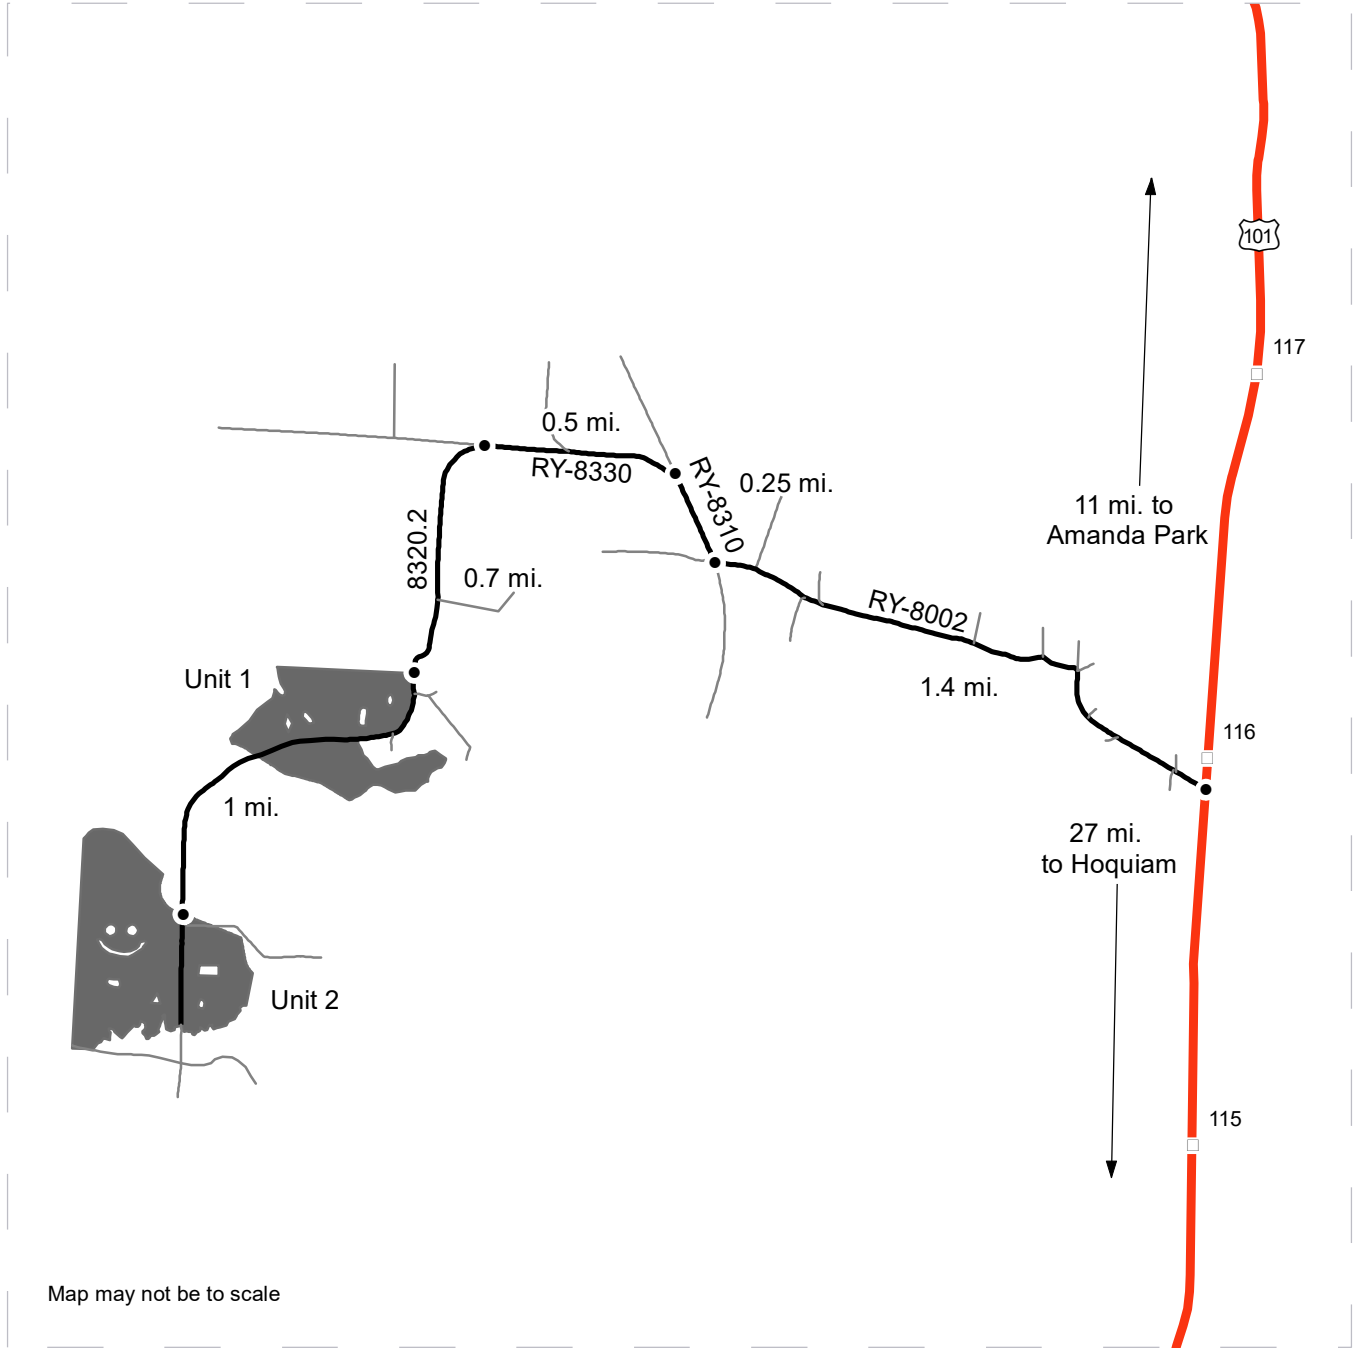 101
117
0.5 mi.
RY-8330
RY-8310
0.25 mi.
11 mi. to
Amanda Park
8320.2
0.7 mi.
RY-8002
Unit 1
1.4 mi.
116
1 mi.
27 mi.
to Hoquiam
Unit 2
115
Map may not be to scale